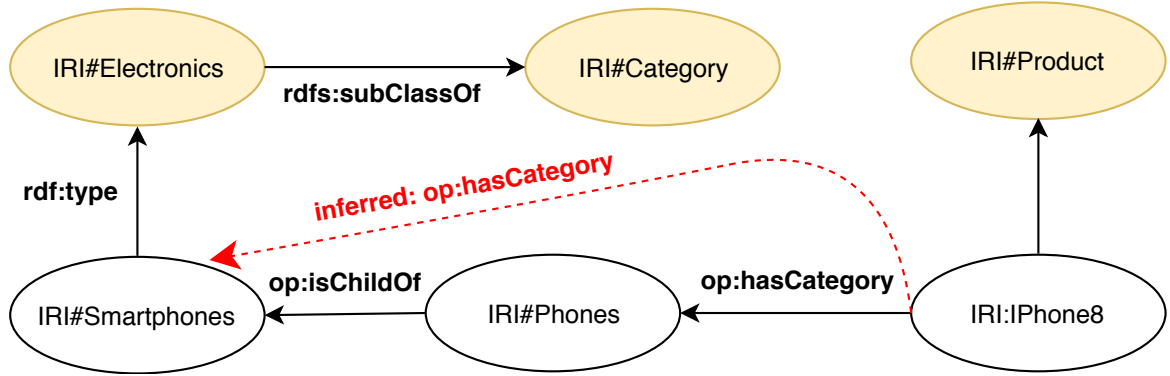 IRI#Electronics
rdfs:subClassOf
IRI#Category
IRI#Product
rdf:type
inferred: op:hasCategory
IRI#Smartphones
op:isChildOf
IRI#Phones
op:hasCategory
IRI:IPhone8